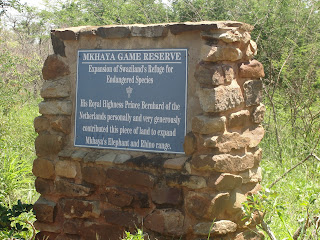 MKHAYA GAME RESERVE
Expansion of Swaziland's Refuge for
Endangered Species
His Royal Highness Prince Bernhard of the
Netherlands personally and very generously
contributed this piece of land to expand
Mkhaya's Elephant and Rhino range.